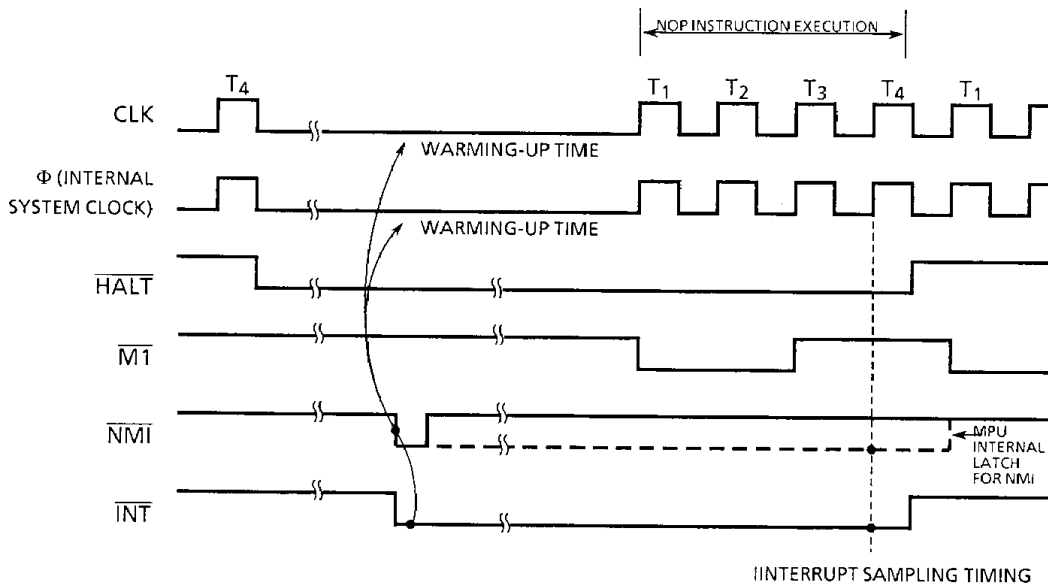 NOP INSTRUCTION EXECUTION
T4 T1 T2 T3 T4 T1
CLK
WARMING-UP TIME
Φ (INTERNAL
SYSTEM CLOCK)
WARMING-UP TIME
HALT
M1
NMI
MPU
INTERNAL
LATCH
FOR NMI
INT
IINTERRUPT SAMPLING TIMING